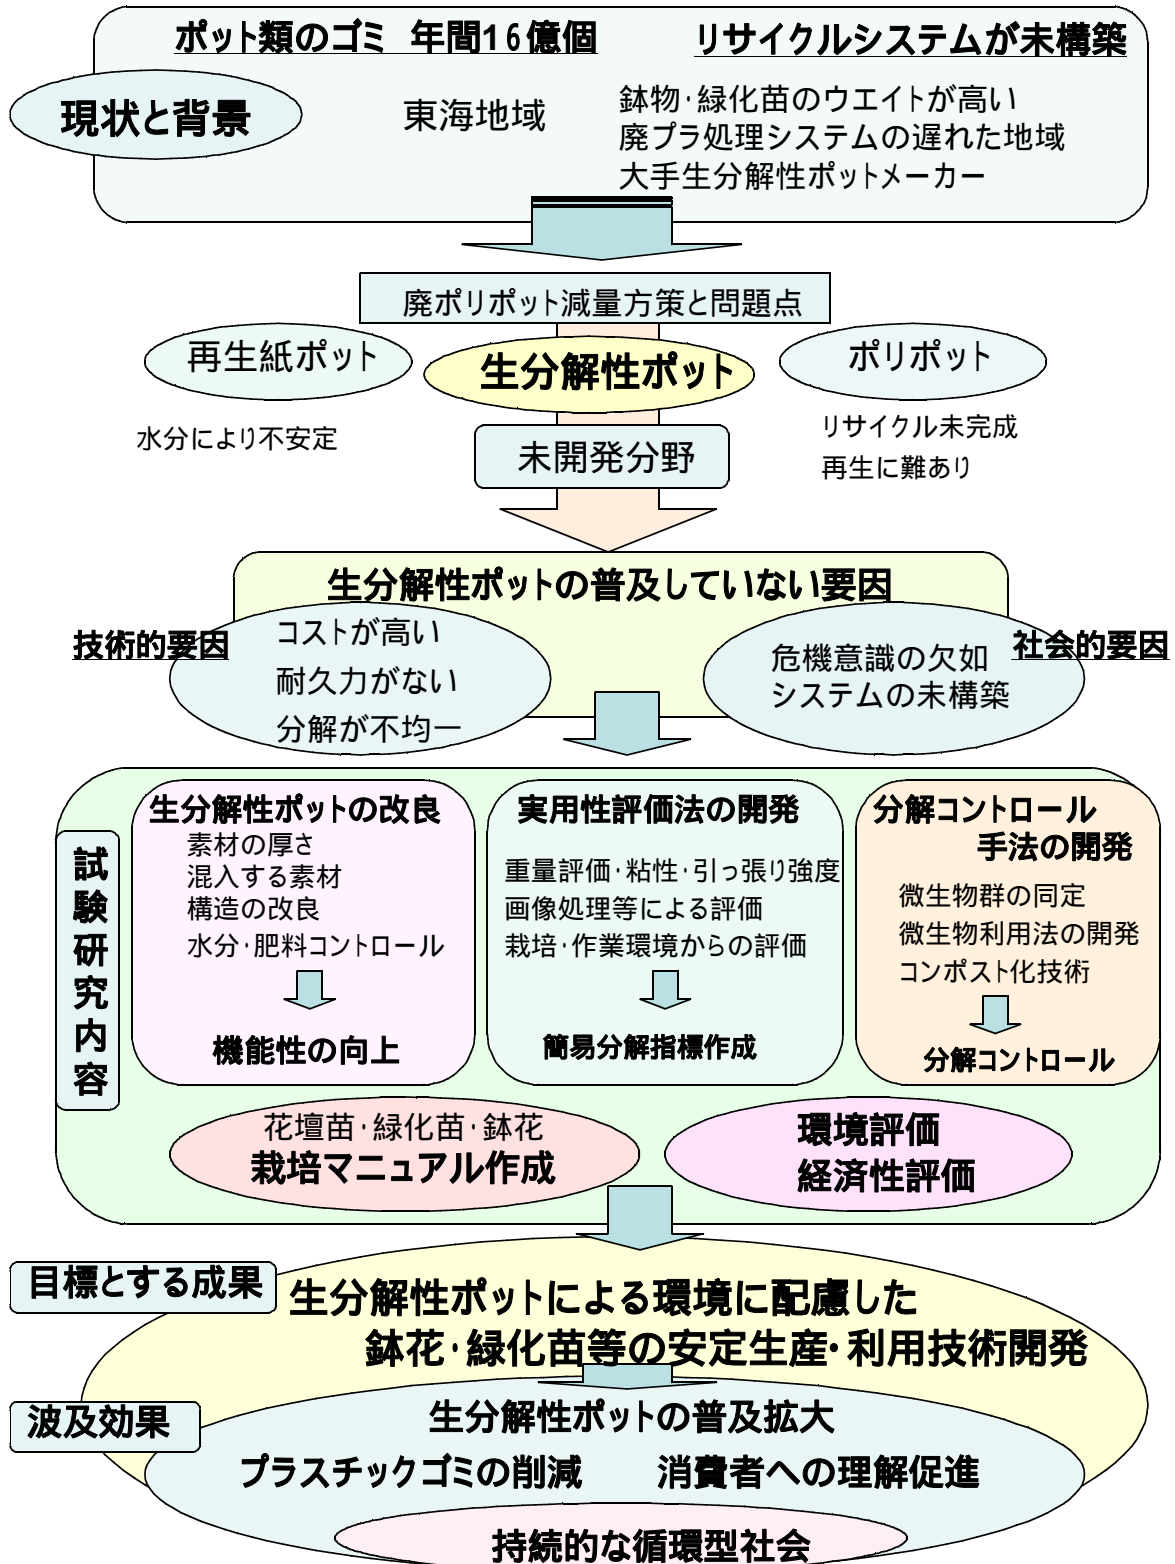 ポット類のゴミ 年間16億個
リサイクルシステムが未構築
現状と背景
東海地域
鉢物・緑化苗のウエイトが高い
廃プラ処理システムの遅れた地域
大手生分解性ポットメーカー
廃ポリポット減量方策と問題点
再生紙ポット
生分解性ポット
ポリポット
水分により不安定
未開発分野
リサイクル未完成
再生に難あり
生分解性ポットの普及していない要因
技術的要因
コストが高い
耐久力がない
分解が不均一
社会的要因
危機意識の欠如
システムの未構築
試験研究内容
生分解性ポットの改良
素材の厚さ
混入する素材
構造の改良
水分・肥料コントロール
機能性の向上
実用性評価法の開発
重量評価・粘性・引っ張り強度
画像処理等による評価
栽培・作業環境からの評価
簡易分解指標作成
分解コントロール
手法の開発
微生物群の同定
微生物利用法の開発
コンポスト化技術
分解コントロール
花壇苗・緑化苗・鉢花
栽培マニュアル作成
環境評価
経済性評価
目標とする成果
生分解性ポットによる環境に配慮した
鉢花・緑化苗等の安定生産・利用技術開発
波及効果
生分解性ポットの普及拡大
プラスチックゴミの削減
消費者への理解促進
持続的な循環型社会